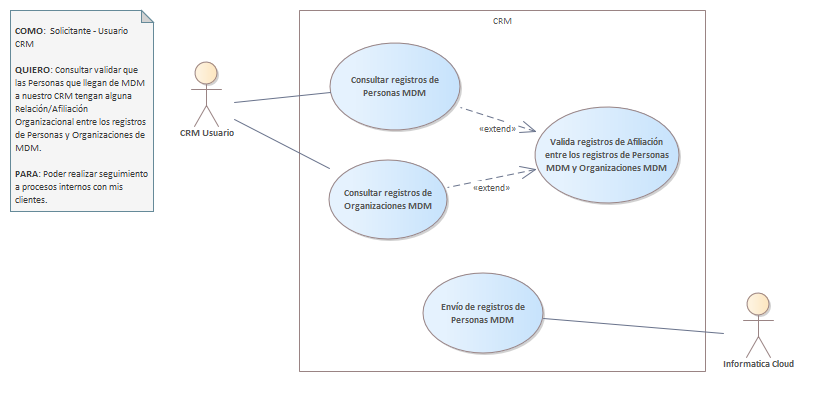 COMO: Solicitante - Usuario
CRM
QUIERO: Consultar validar que
las Personas que llegan de MDM
a nuestro CRM tengan alguna
Relación/Afiliación
Organizacional entre los registros
de Personas y Organizaciones de
MDM.
PARA: Poder realizar seguimiento
a procesos internos con mis
clientes.
CRM Usuario
CRM
Consultar registros de
Personas MDM
«extend»
Valida registros de Afiliación
entre los registros de Personas
MDM y Organizaciones MDM
Consultar registros de
Organizaciones MDM
«extend»
Envío de registros de
Personas MDM
Informatica Cloud